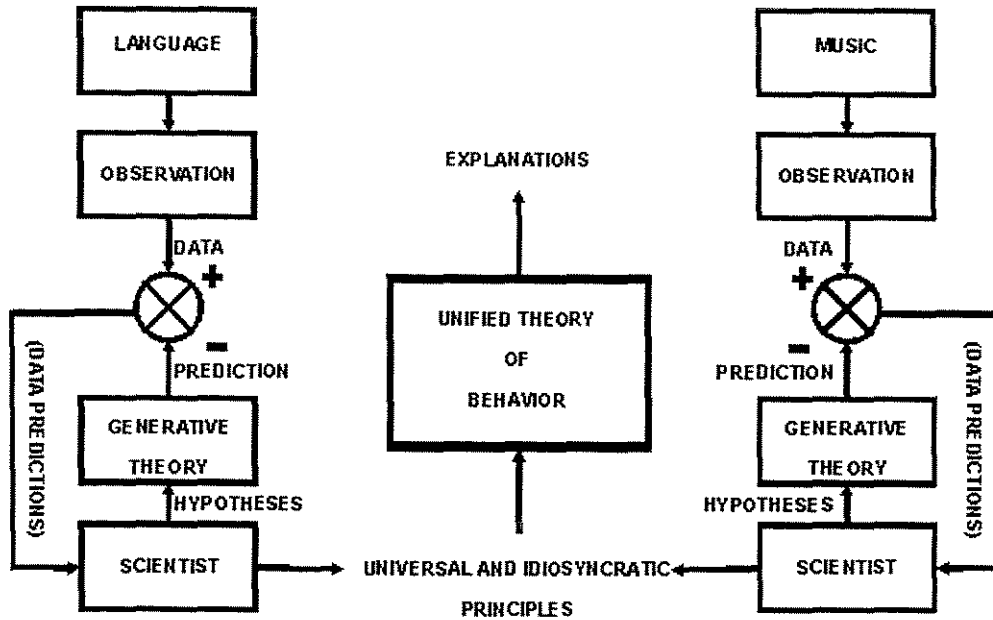 LANGUAGE
OBSERVATION
DATA
+
−
PREDICTION
GENERATIVE
THEORY
HYPOTHESES
SCIENTIST
(DATA PREDICTIONS)
EXPLANATIONS
UNIFIED THEORY
OF
BEHAVIOR
UNIVERSAL AND IDIOSYNCRATIC
PRINCIPLES
MUSIC
OBSERVATION
DATA
+
−
PREDICTION
GENERATIVE
THEORY
HYPOTHESES
SCIENTIST
(DATA PREDICTIONS)